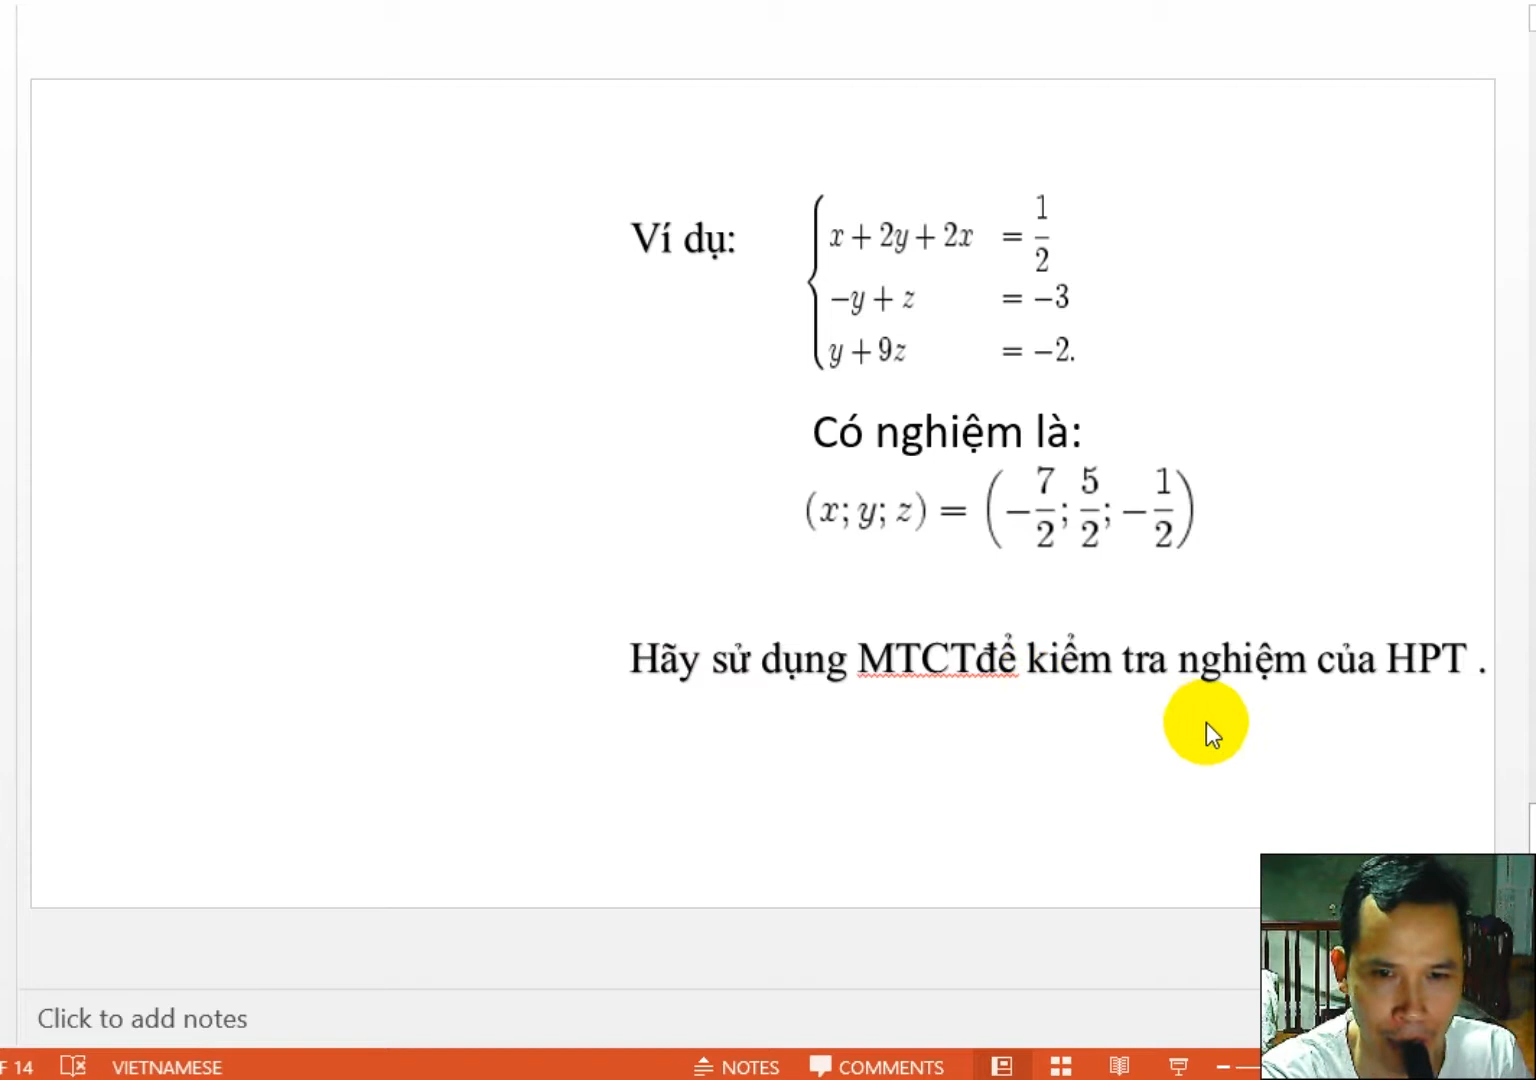 Ví dụ:
x + 2y + 2x = 1/2
−y + z = −3
y + 9z = −2.
Có nghiệm là:
(x; y; z) = (−7/2; 5/2; −1/2)
Hãy sử dụng MTCTđể kiểm tra nghiệm của HPT .
Click to add notes
F 14 VIETNAMESE NOTES COMMENTS